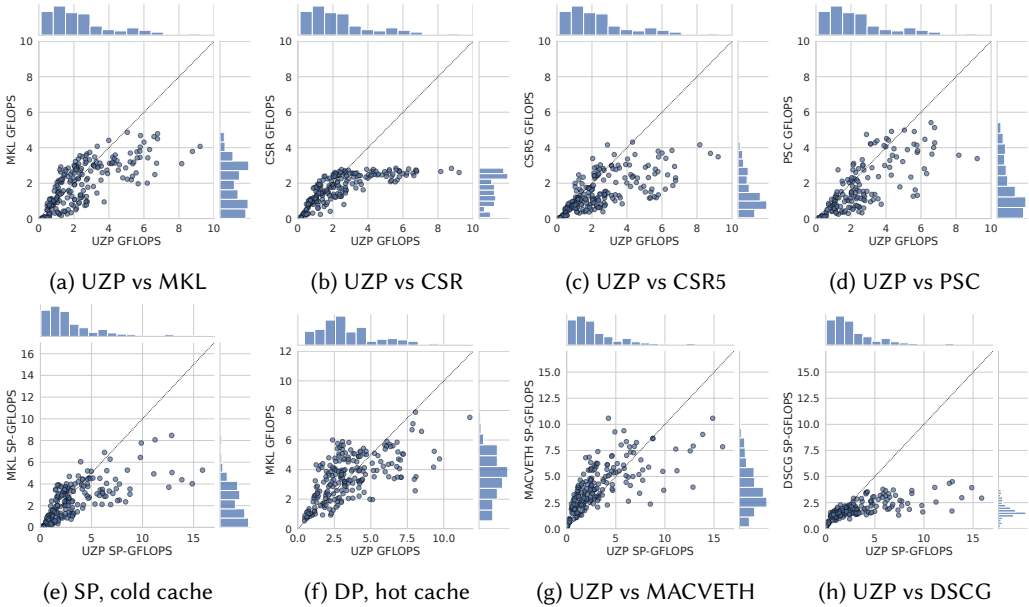 10
8
6
4
2
0
MKL GFLOPS
0 2 4 6 8 10
UZP GFLOPS
(a) UZP vs MKL
10
8
6
4
2
0
CSR GFLOPS
0 2 4 6 8 10
UZP GFLOPS
(b) UZP vs CSR
10
8
6
4
2
0
CSR5 GFLOPS
0 2 4 6 8 10
UZP GFLOPS
(c) UZP vs CSR5
10
8
6
4
2
0
PSC GFLOPS
0 2 4 6 8 10
UZP GFLOPS
(d) UZP vs PSC
16
14
12
10
8
6
4
2
0
MKL SP-GFLOPS
0 5 10 15
UZP SP-GFLOPS
(e) SP, cold cache
12
10
8
6
4
2
0
MKL GFLOPS
0.0 2.5 5.0 7.5 10.0
UZP GFLOPS
(f) DP, hot cache
15.0
12.5
10.0
7.5
5.0
2.5
0.0
MACVETH SP-GFLOPS
0 5 10 15
UZP SP-GFLOPS
(g) UZP vs MACVETH
15.0
12.5
10.0
7.5
5.0
2.5
0.0
DSCG SP-GFLOPS
0 5 10 15
UZP SP-GFLOPS
(h) UZP vs DSCG